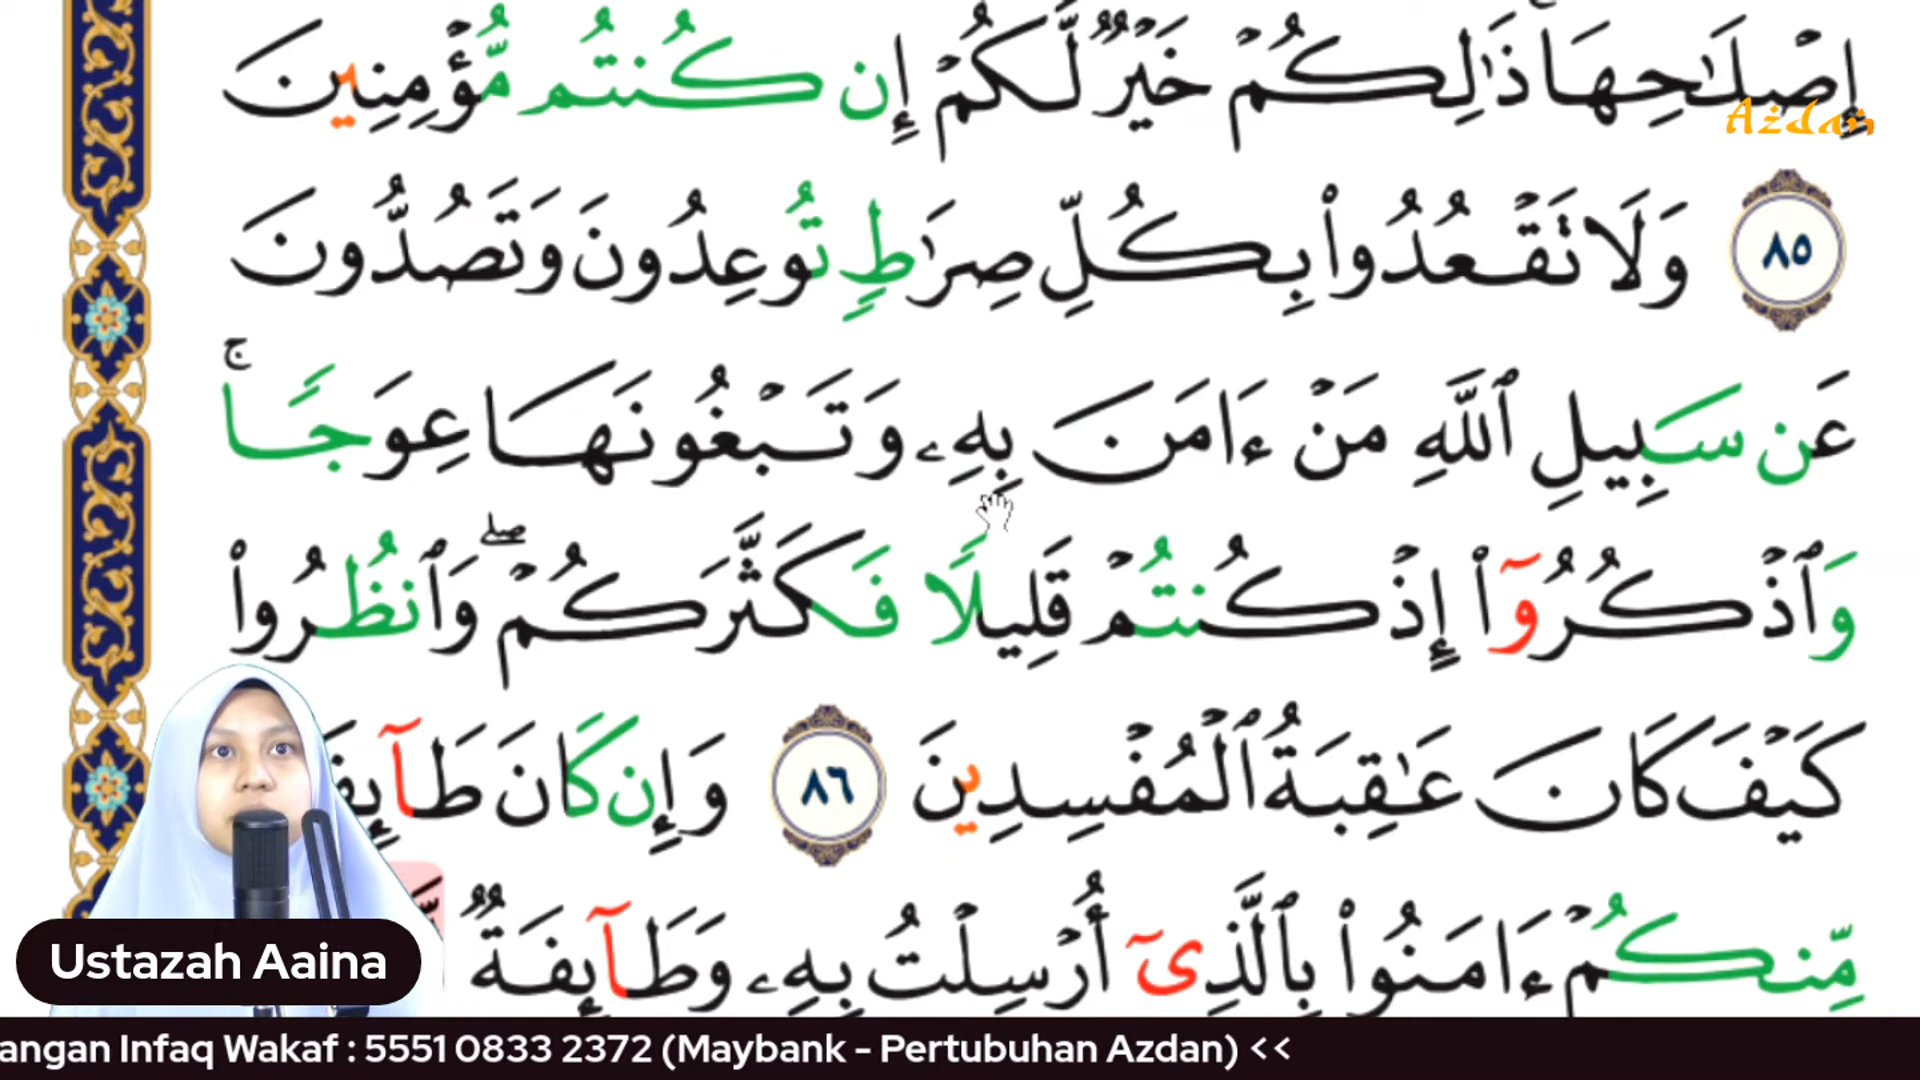 إِصْلَٰحِهَا ۚ ذَٰلِكُمْ خَيْرٌ لَّكُمْ إِن كُنتُم مُّؤْمِنِينَ
Azdan
٨٥ وَلَا تَقْعُدُوا۟ بِكُلِّ صِرَٰطٍ تُوعِدُونَ وَتَصُدُّونَ
عَن سَبِيلِ ٱللَّهِ مَنْ ءَامَنَ بِهِۦ وَتَبْغُونَهَا عِوَجًا ۚ
وَٱذْكُرُوٓا۟ إِذْ كُنتُمْ قَلِيلًا فَكَثَّرَكُمْ ۖ وَٱنظُرُوا۟
كَيْفَ كَانَ عَٰقِبَةُ ٱلْمُفْسِدِينَ ٨٦ وَإِن كَانَ
مِّنكُمْ ءَامَنُوا۟ بِٱلَّذِىٓ أُرْسِلْتُ بِهِۦ وَطَآئِفَةٌ
Ustazah Aaina
angan Infaq Wakaf : 5551 0833 2372 (Maybank - Pertubuhan Azdan) <<